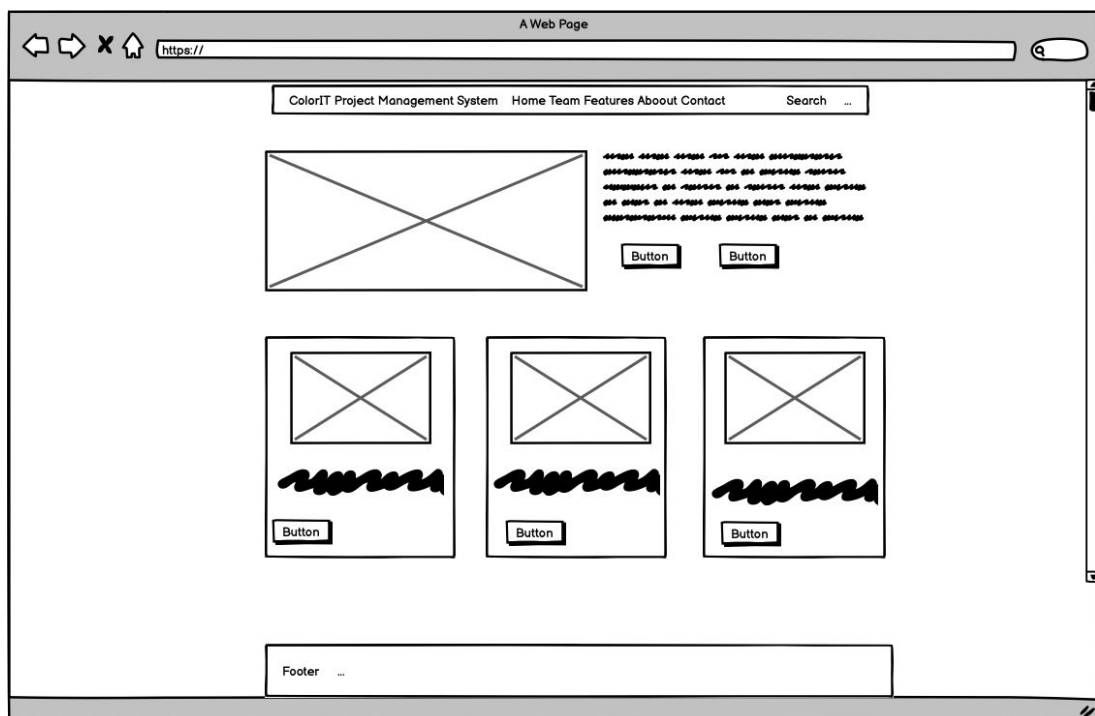 A Web Page
https://
ColorIT Project Management System Home Team Features Aboout Contact Search ...
Button Button
Button Button Button
Footer ...